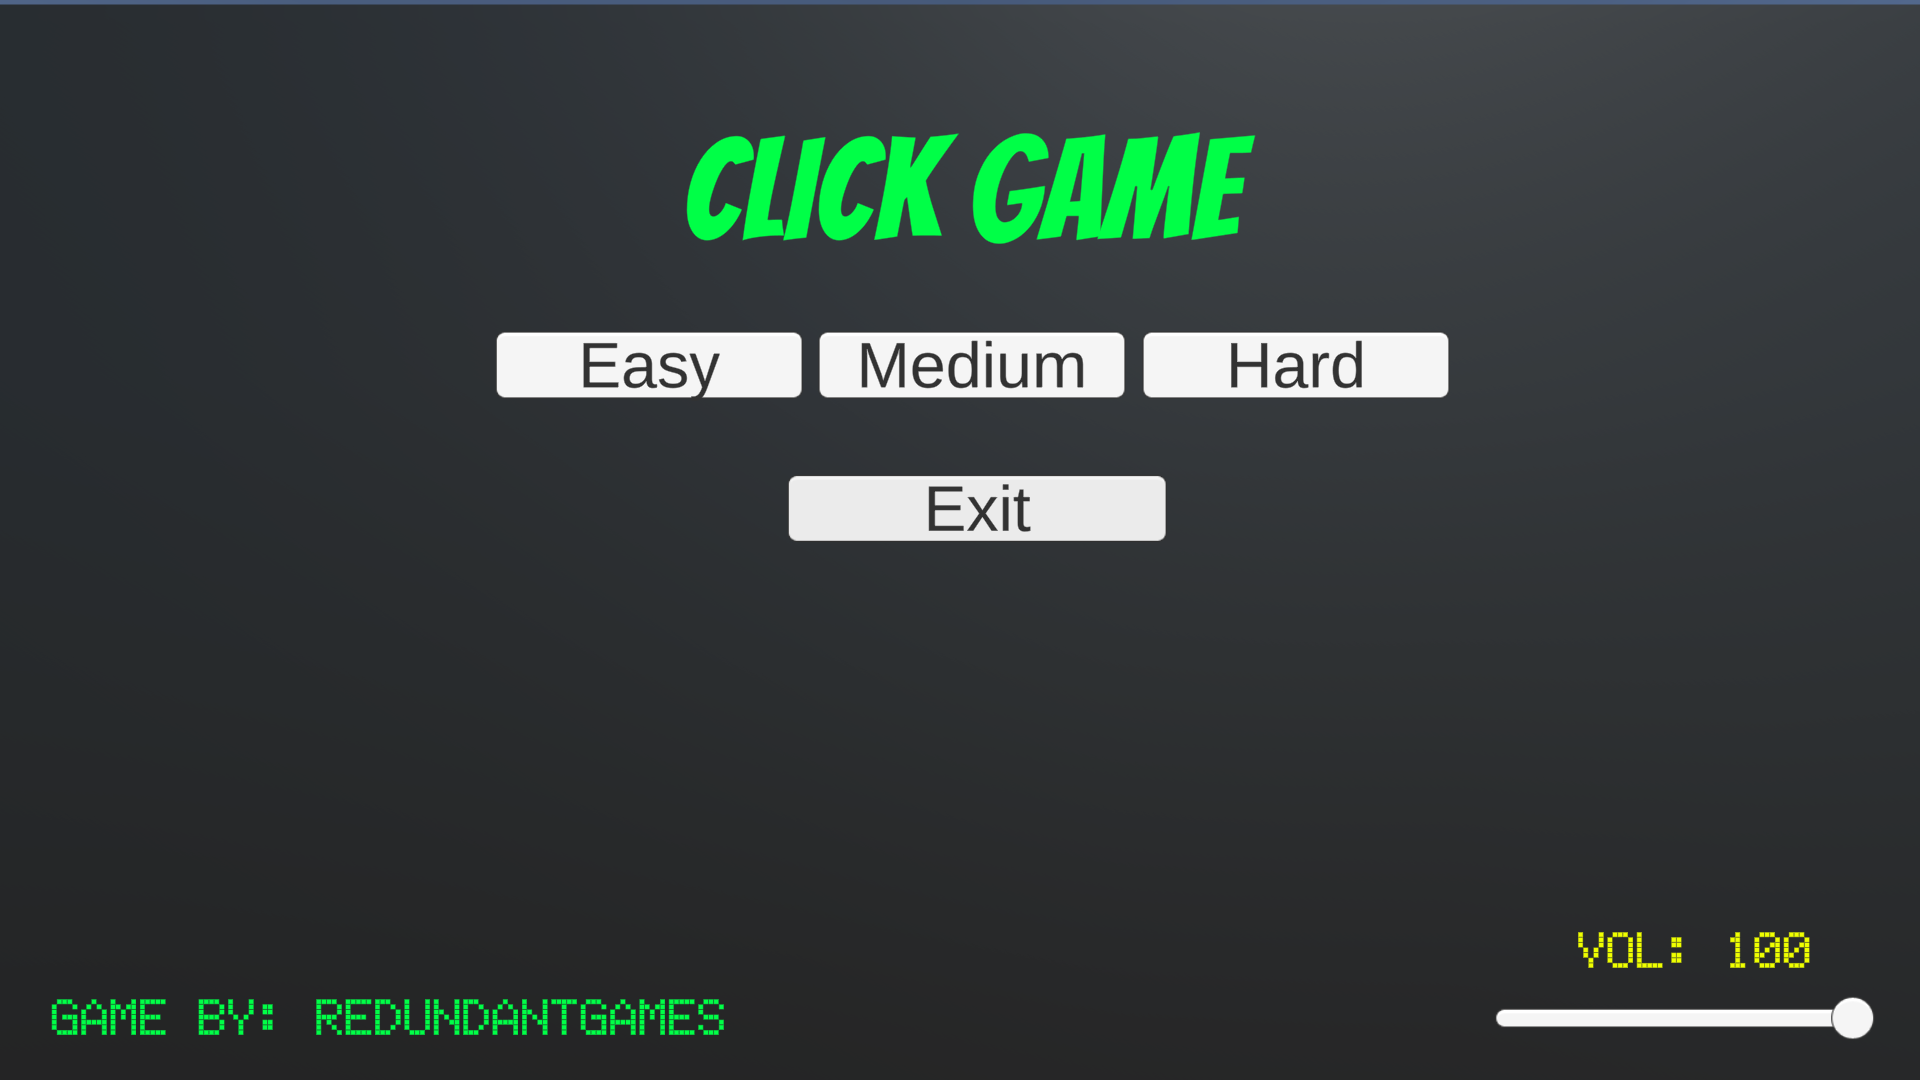 CLICK GAME
Easy Medium Hard
Exit
VOL: 100
GAME BY: REDUNDANTGAMES